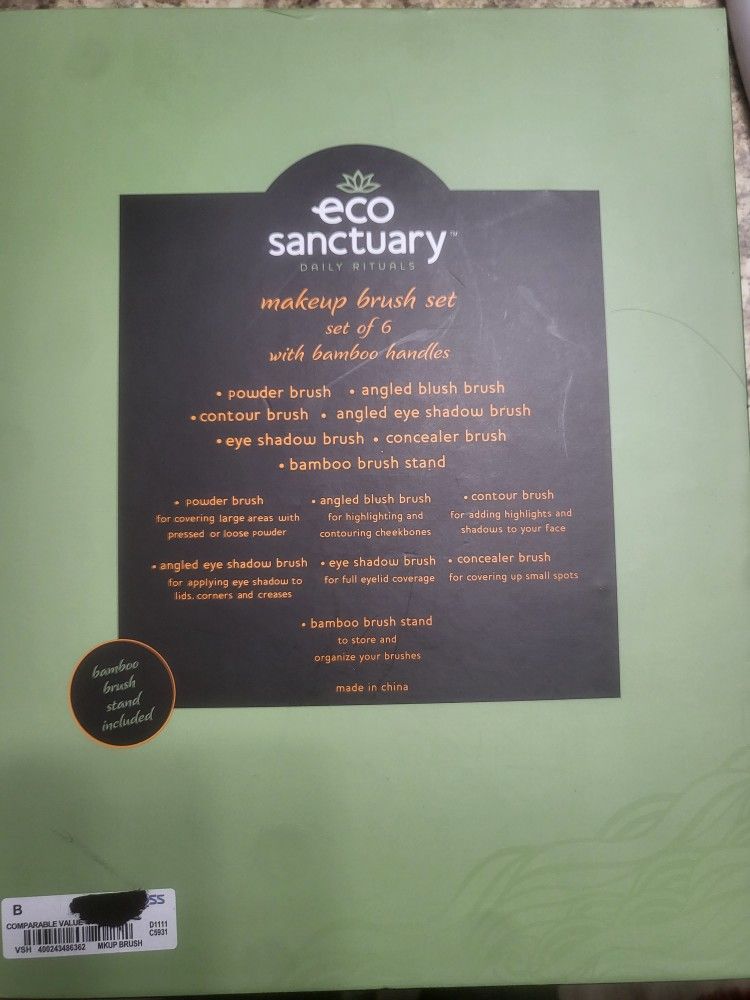 eco
sanctuary™
DAILY RITUALS
makeup brush set
set of 6
with bamboo handles
• powder brush • angled blush brush
• contour brush • angled eye shadow brush
• eye shadow brush • concealer brush
• bamboo brush stand
• powder brush
for covering large areas with
pressed or loose powder
• angled blush brush
for highlighting and
contouring cheekbones
• contour brush
for adding highlights and
shadows to your face
• angled eye shadow brush
for applying eye shadow to
lids, corners and creases
• eye shadow brush
for full eyelid coverage
• concealer brush
for covering up small spots
• bamboo brush stand
to store and
organize your brushes
made in china
bamboo
brush
stand
included
B
COMPARABLE VALUE
D1111
C5931
VSH 400243486362 MKUP BRUSH